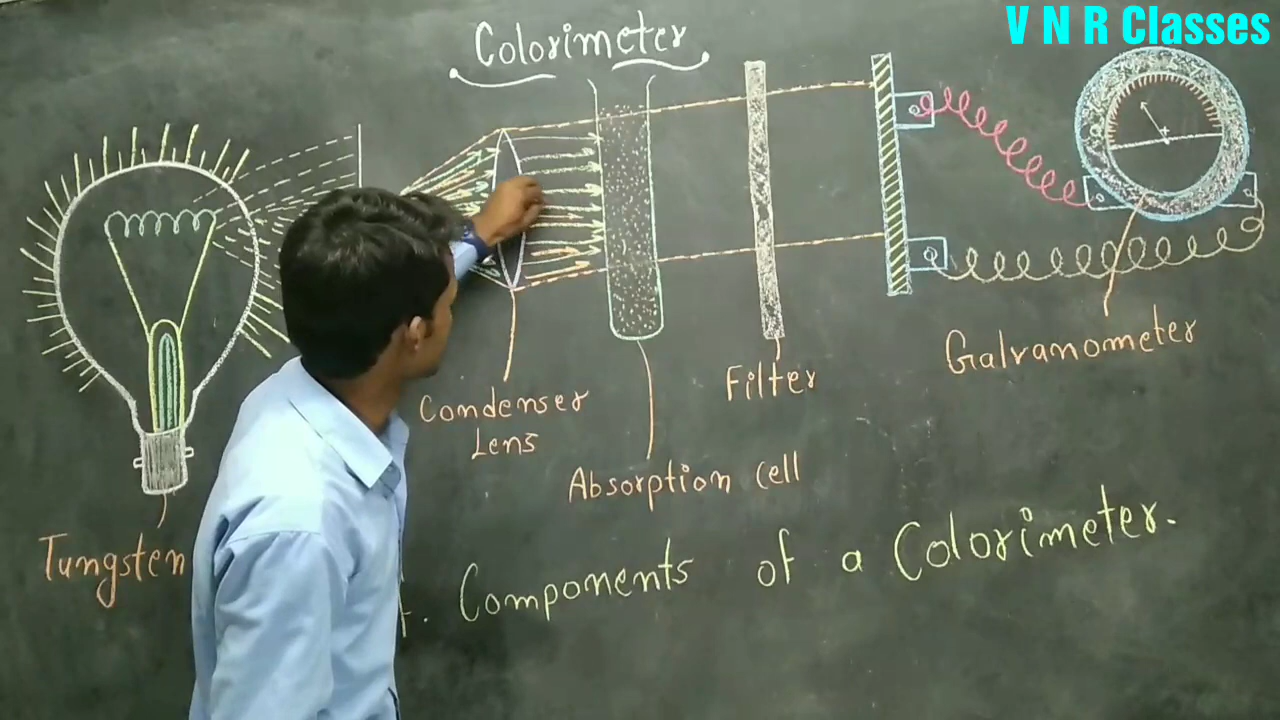 V N R Classes
Colorimeter
Condenser
Lens
Absorption Cell
Filter
Galvanometer
Tungsten
Components of a Colorimeter.